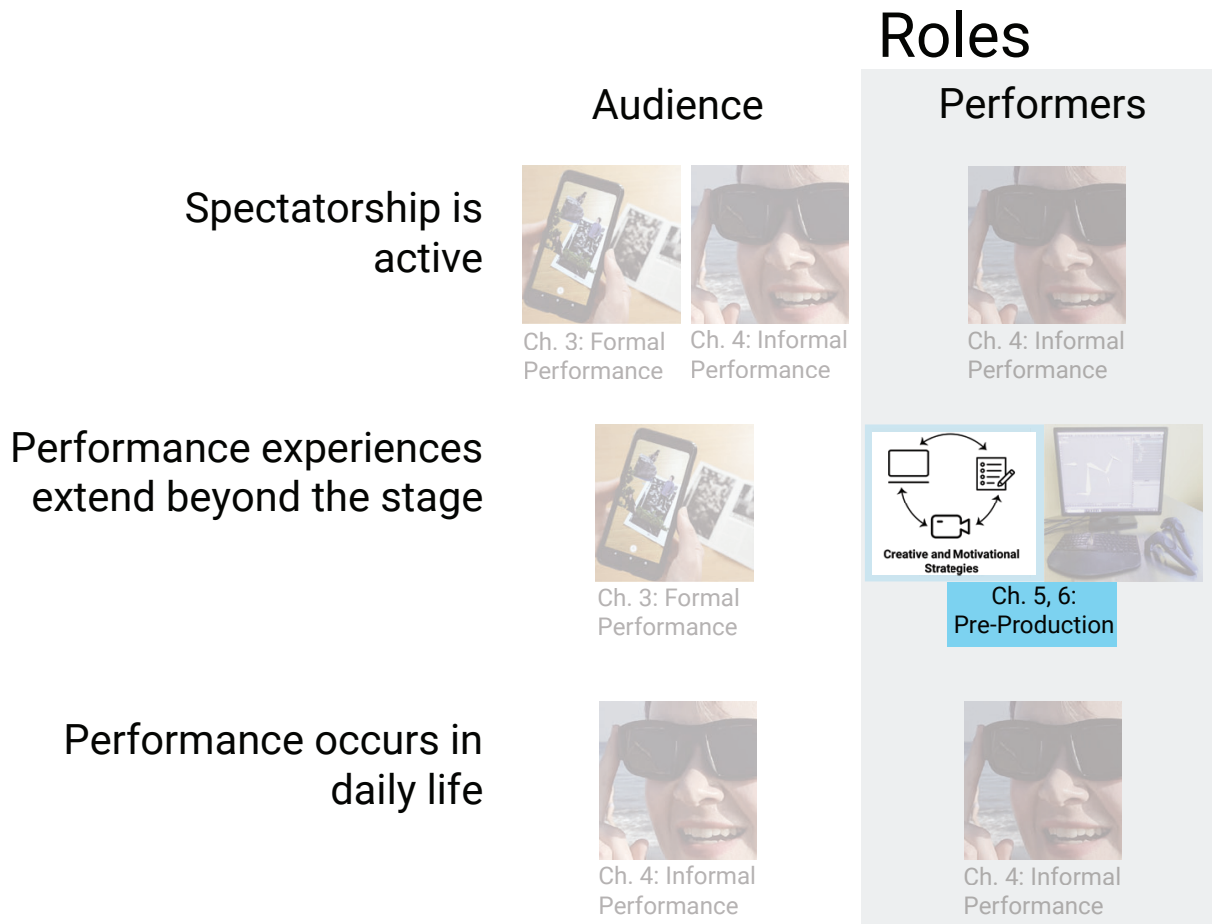 Roles
Audience
Performers
Spectatorship is
active
Ch. 3: Formal
Performance
Ch. 4: Informal
Performance
Ch. 4: Informal
Performance
Performance experiences
extend beyond the stage
Ch. 3: Formal
Performance
Creative and Motivational
Strategies
Ch. 5, 6:
Pre-Production
Performance occurs in
daily life
Ch. 4: Informal
Performance
Ch. 4: Informal
Performance